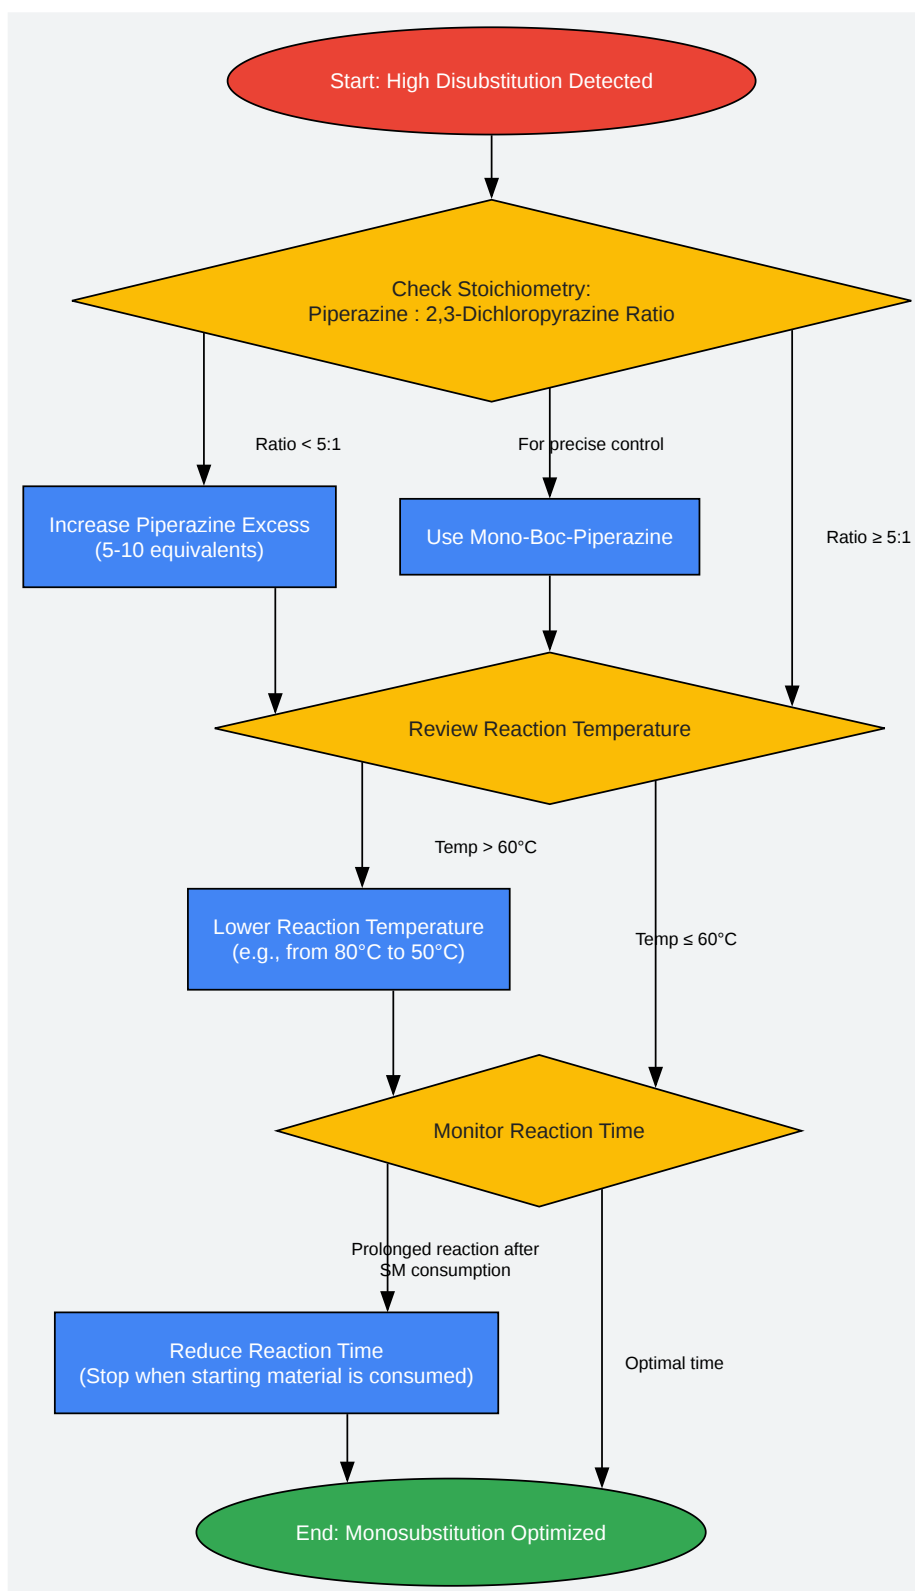 Start: High Disubstitution Detected
Check Stoichiometry:
Piperazine : 2,3-Dichloropyrazine Ratio
Ratio < 5:1
For precise control
Increase Piperazine Excess
(5-10 equivalents)
Use Mono-Boc-Piperazine
Ratio ≥ 5:1
Review Reaction Temperature
Temp > 60°C
Lower Reaction Temperature
(e.g., from 80°C to 50°C)
Temp ≤ 60°C
Monitor Reaction Time
Prolonged reaction after
SM consumption
Reduce Reaction Time
(Stop when starting material is consumed)
Optimal time
End: Monosubstitution Optimized